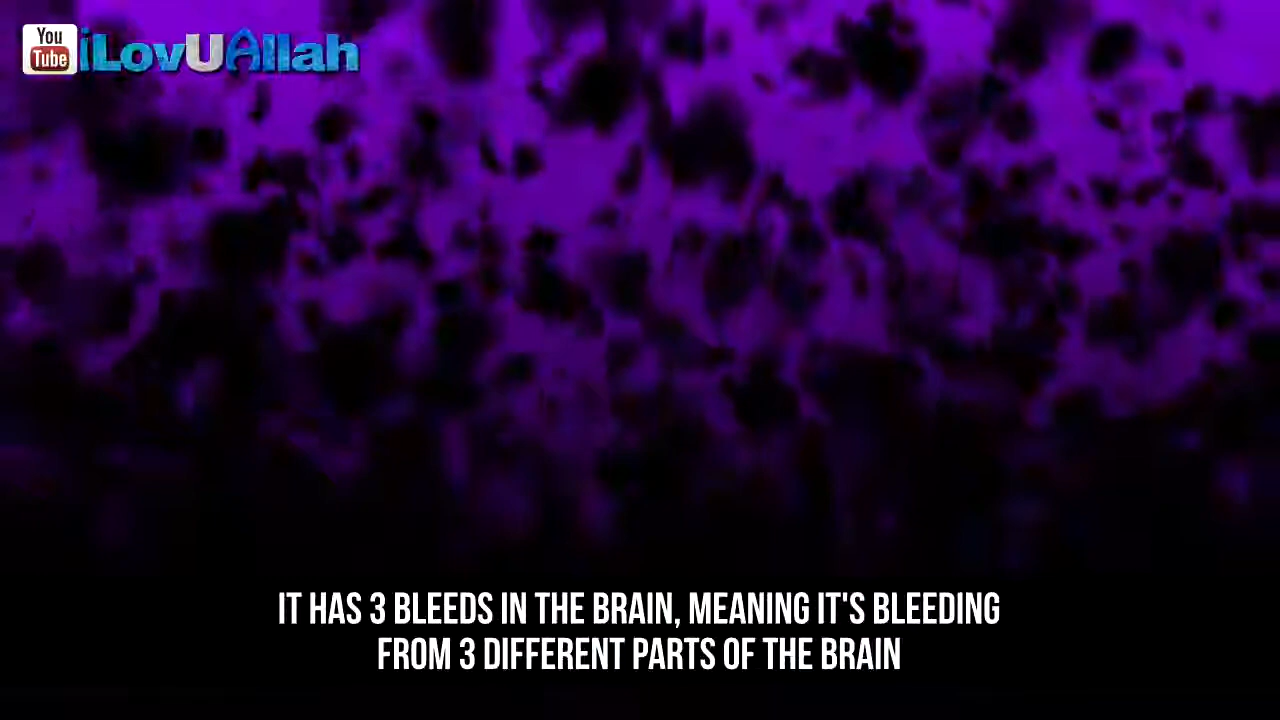 You
Tube
iLovUAllah
IT HAS 3 BLEEDS IN THE BRAIN, MEANING IT'S BLEEDING
FROM 3 DIFFERENT PARTS OF THE BRAIN